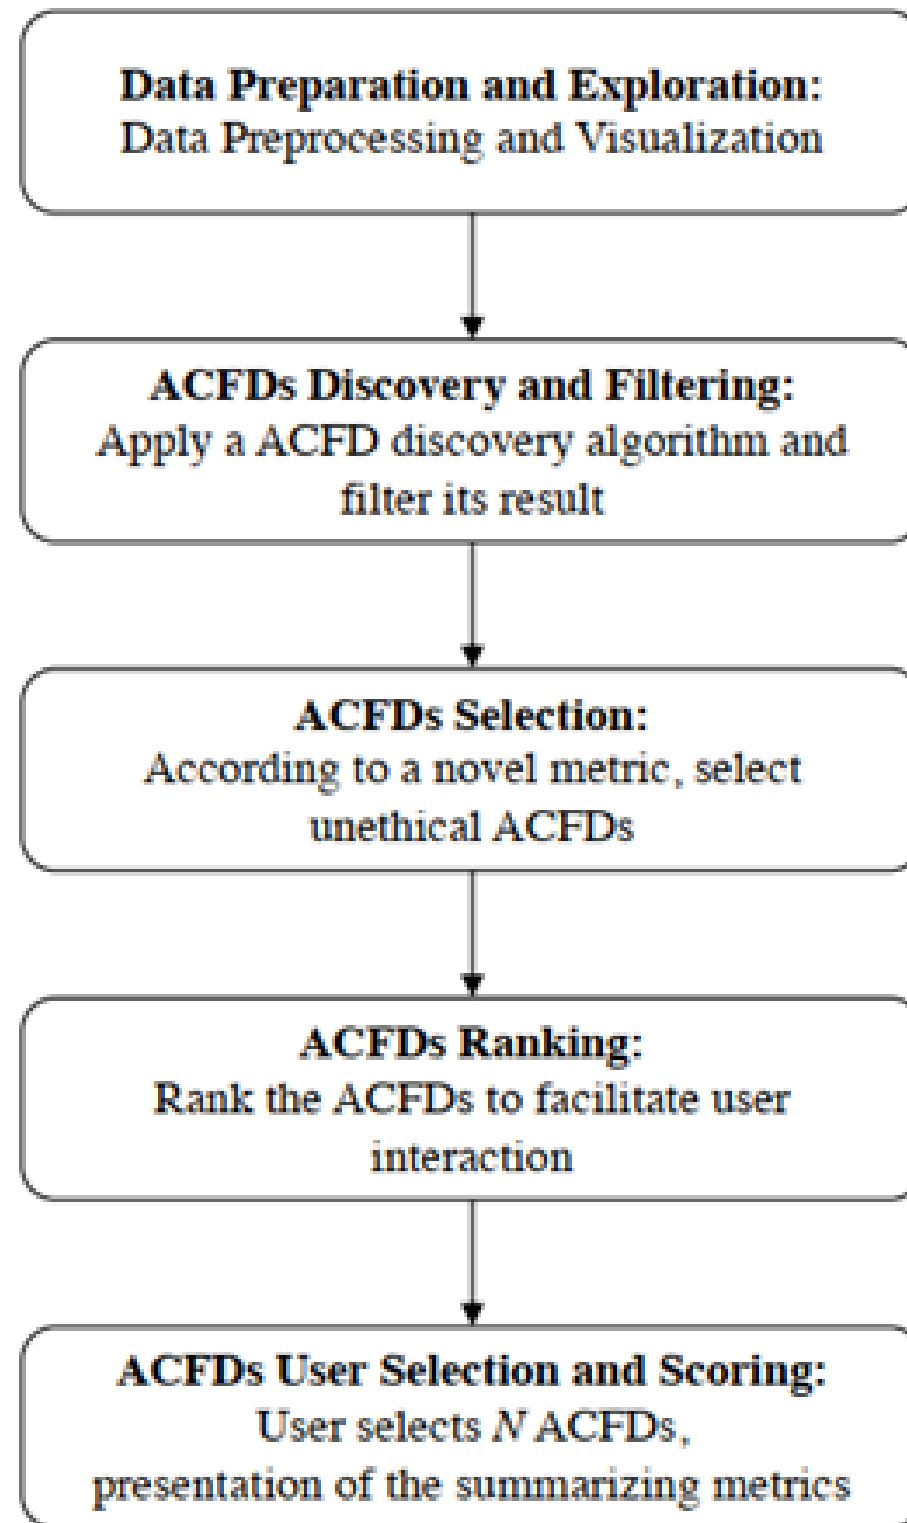 Data Preparation and Exploration:
Data Preprocessing and Visualization
ACFDs Discovery and Filtering:
Apply a ACFD discovery algorithm and
filter its result
ACFDs Selection:
According to a novel metric, select
unethical ACFDs
ACFDs Ranking:
Rank the ACFDs to facilitate user
interaction
ACFDs User Selection and Scoring:
User selects N ACFDs,
presentation of the summarizing metrics